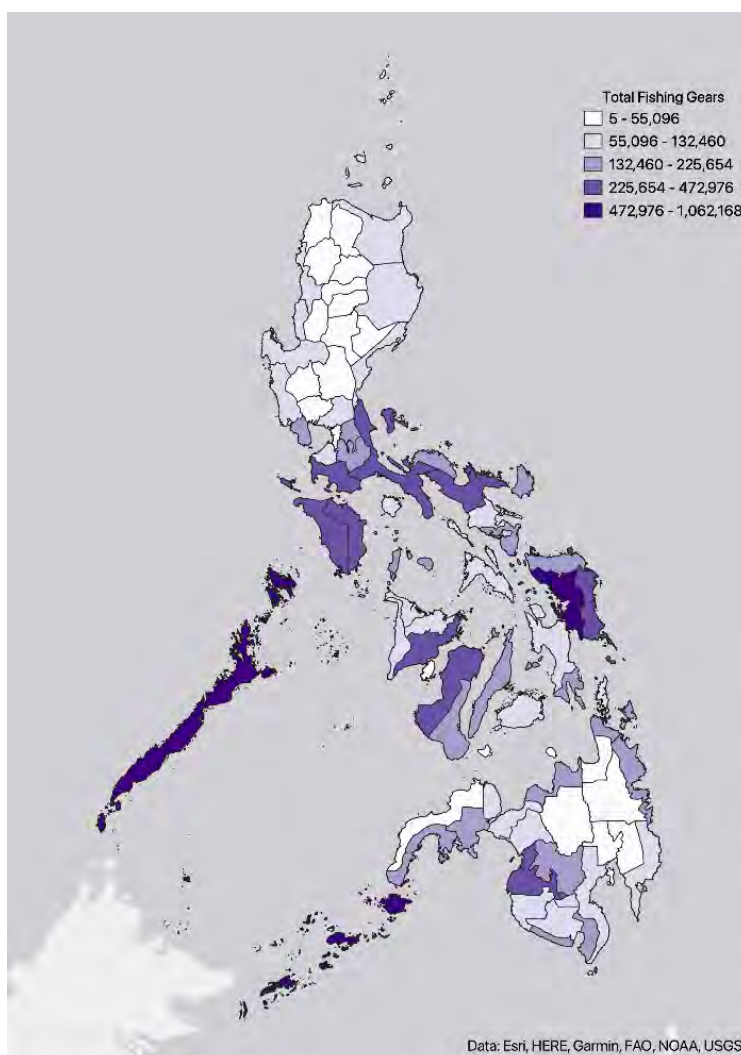 Total Fishing Gears
5 - 55,096
55,096 - 132,460
132,460 - 225,654
225,654 - 472,976
472,976 - 1,062,168
Data: Esri, HERE, Garmin, FAO, NOAA, USGS